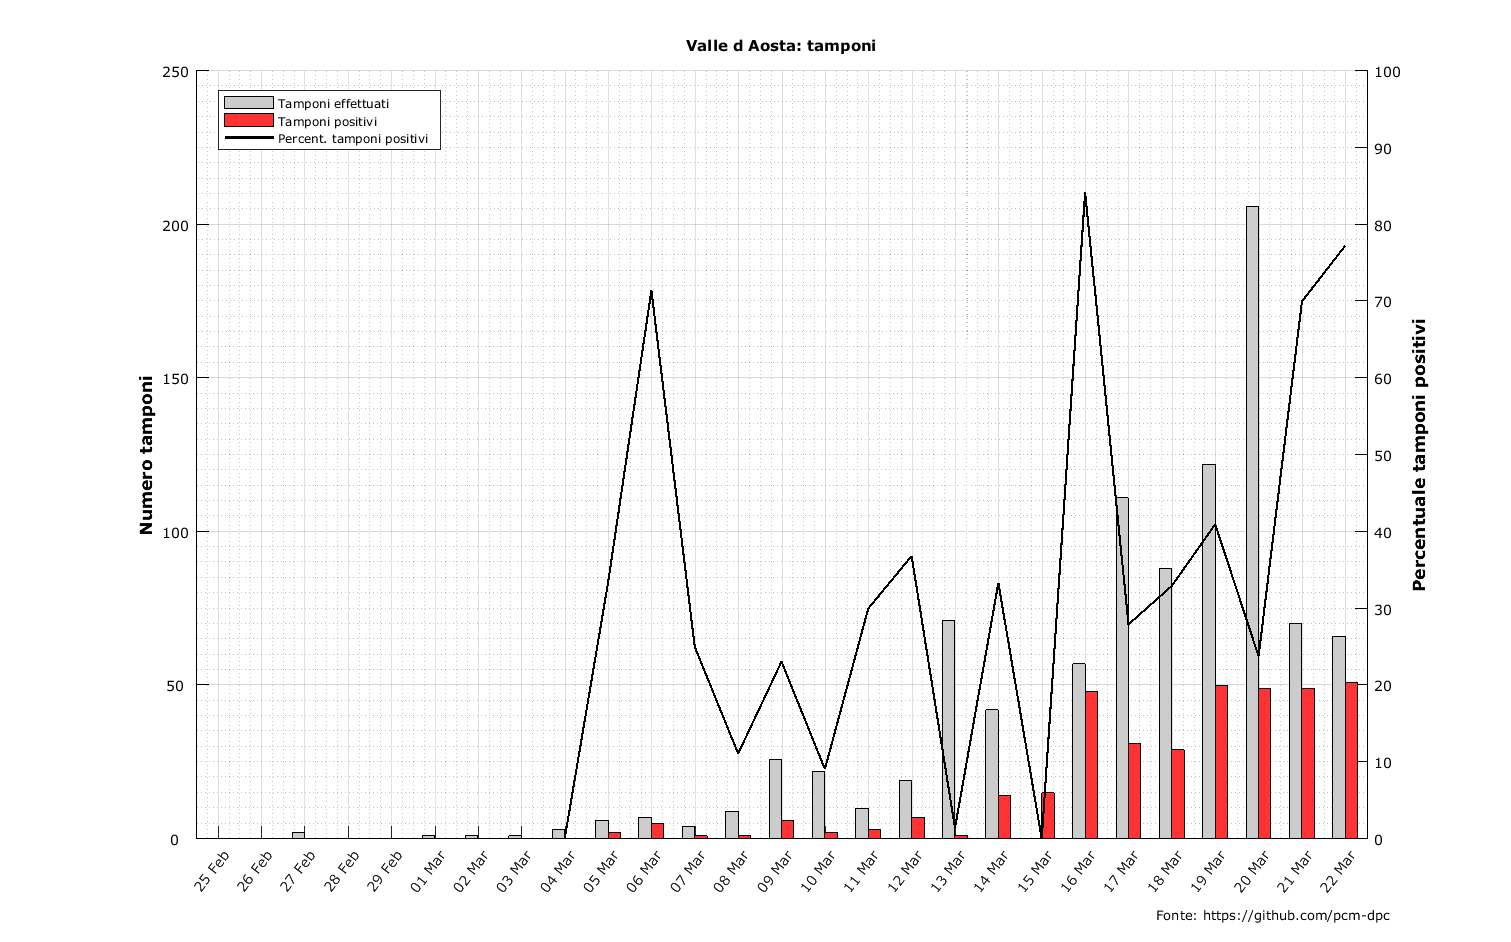 Valle d Aosta: tamponi
Tamponi effettuati
Tamponi positivi
Percent. tamponi positivi
Numero tamponi
250
200
150
100
50
0
Percentuale tamponi positivi
100
90
80
70
60
50
40
30
20
10
0
25 Feb
26 Feb
27 Feb
28 Feb
29 Feb
01 Mar
02 Mar
03 Mar
04 Mar
05 Mar
06 Mar
07 Mar
08 Mar
09 Mar
10 Mar
11 Mar
12 Mar
13 Mar
14 Mar
15 Mar
16 Mar
17 Mar
18 Mar
19 Mar
20 Mar
21 Mar
22 Mar
Fonte: https://github.com/pcm-dpc